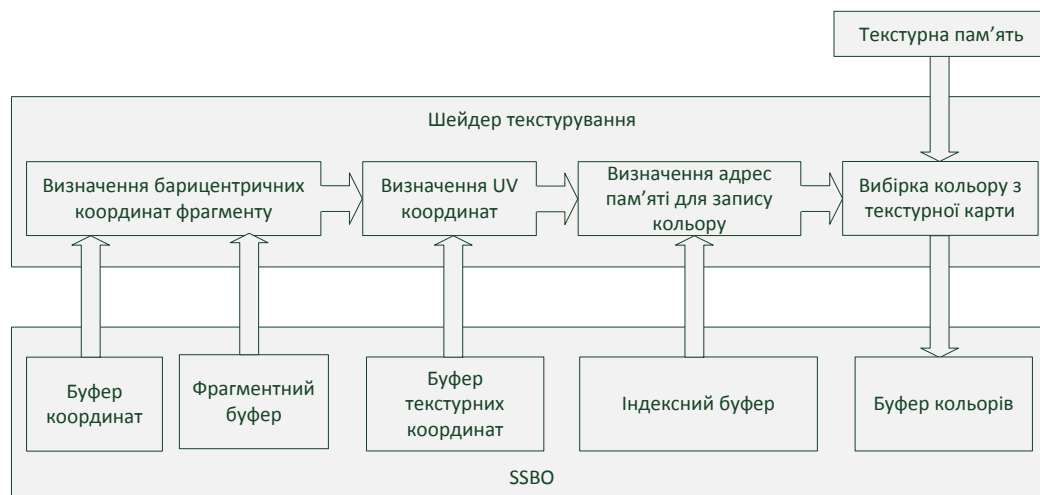 Текстурна пам’ять
Шейдер текстурування
Визначення барицентричних
координат фрагменту
Визначення UV
координат
Визначення адрес
пам’яті для запису
кольору
Вибірка кольору з
текстурної карти
Буфер
координат
Фрагментний
буфер
Буфер
текстурних
координат
Індексний буфер
Буфер кольорів
SSBO